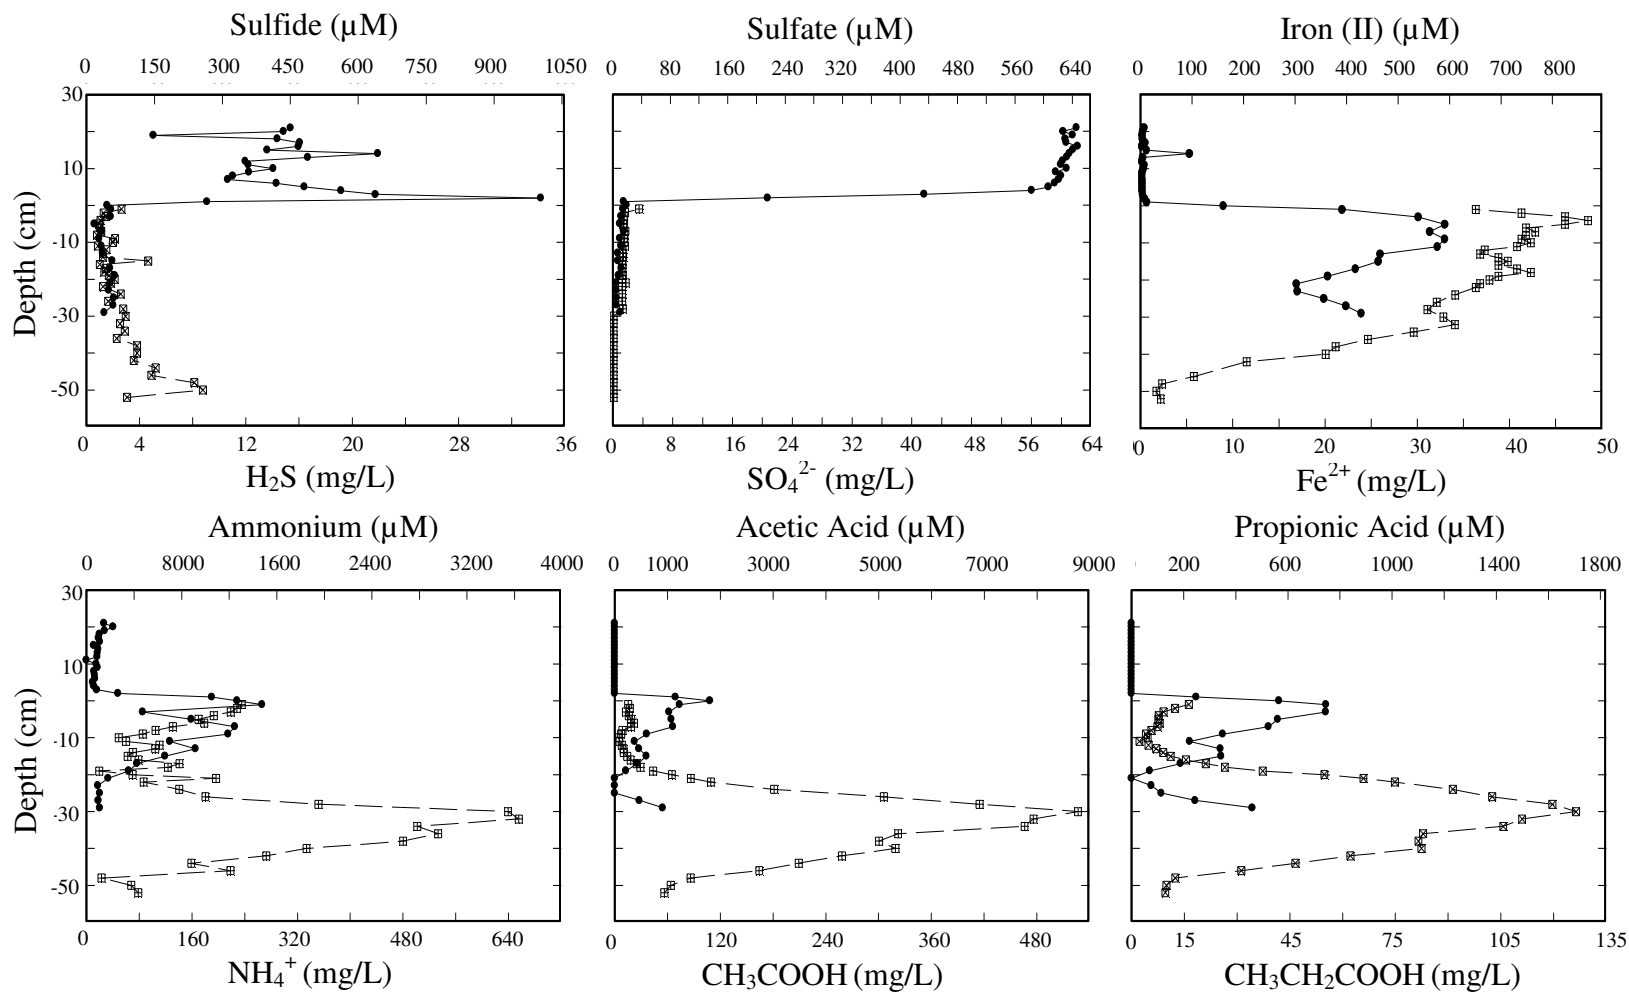 Sulfide (µM) Sulfate (µM) Iron (II) (µM)
0 150 300 450 600 750 900 1050 0 80 160 240 320 400 480 560 640 0 100 200 300 400 500 600 700 800
30
10
-10
-30
-50
Depth (cm)
0 4 12 20 28 36 0 8 16 24 32 40 48 56 64 0 10 20 30 40 50
H₂S (mg/L) SO₄²⁻ (mg/L) Fe²⁺ (mg/L)
Ammonium (µM) Acetic Acid (µM) Propionic Acid (µM)
0 8000 1600 2400 3200 4000 0 1000 3000 5000 7000 9000 200 600 1000 1400 1800
30
10
-10
-30
-50
Depth (cm)
0 160 320 480 640 0 120 240 360 480 0 15 45 75 105 135
NH₄⁺ (mg/L) CH₃COOH (mg/L) CH₃CH₂COOH (mg/L)